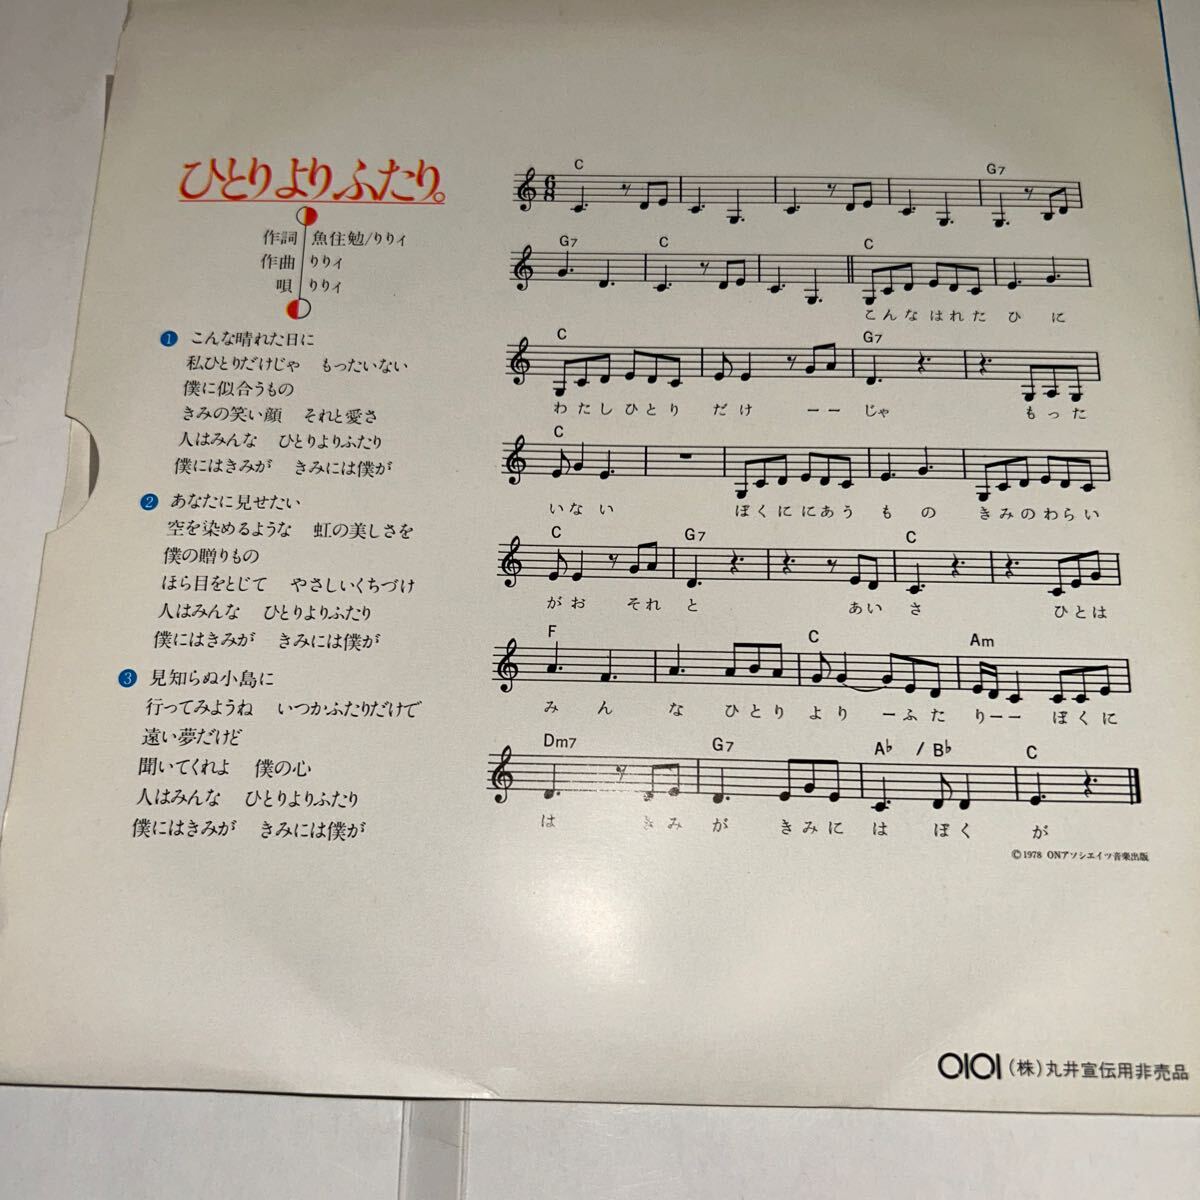 ひとりよりふたり。
作詞 魚住勉/りりィ
作曲 りりィ
唄 りりィ
1 こんな晴れた日に
私ひとりだけじゃ もったいない
僕に似合うもの
きみの笑い顔 それと愛さ
人はみんな ひとりよりふたり
僕にはきみが きみには僕が
2 あなたに見せたい
空を染めるような 虹の美しさを
僕の贈りもの
ほら目をとじて やさしいくちづけ
人はみんな ひとりよりふたり
僕にはきみが きみには僕が
3 見知らぬ小島に
行ってみようね いつかふたりだけで
遠い夢だけど
聞いてくれよ 僕の心
人はみんな ひとりよりふたり
僕にはきみが きみには僕が
C G7
6
8
G7 C C
こんなはれた ひ に
C G7
わたしひとり だけ ーー じゃ もった
C
いない ぼくににあう も の きみのわらい
C G7 C
がお それ と あい さ ひとは
F C Am
み ん な ひとり より ーふた りーー ぼくに
Dm7 G7 A♭ / B♭ C
は きみ が きみに は ぼく が
©1978 ONアソシエイツ音楽出版
OIOI (株)丸井宣伝用非売品